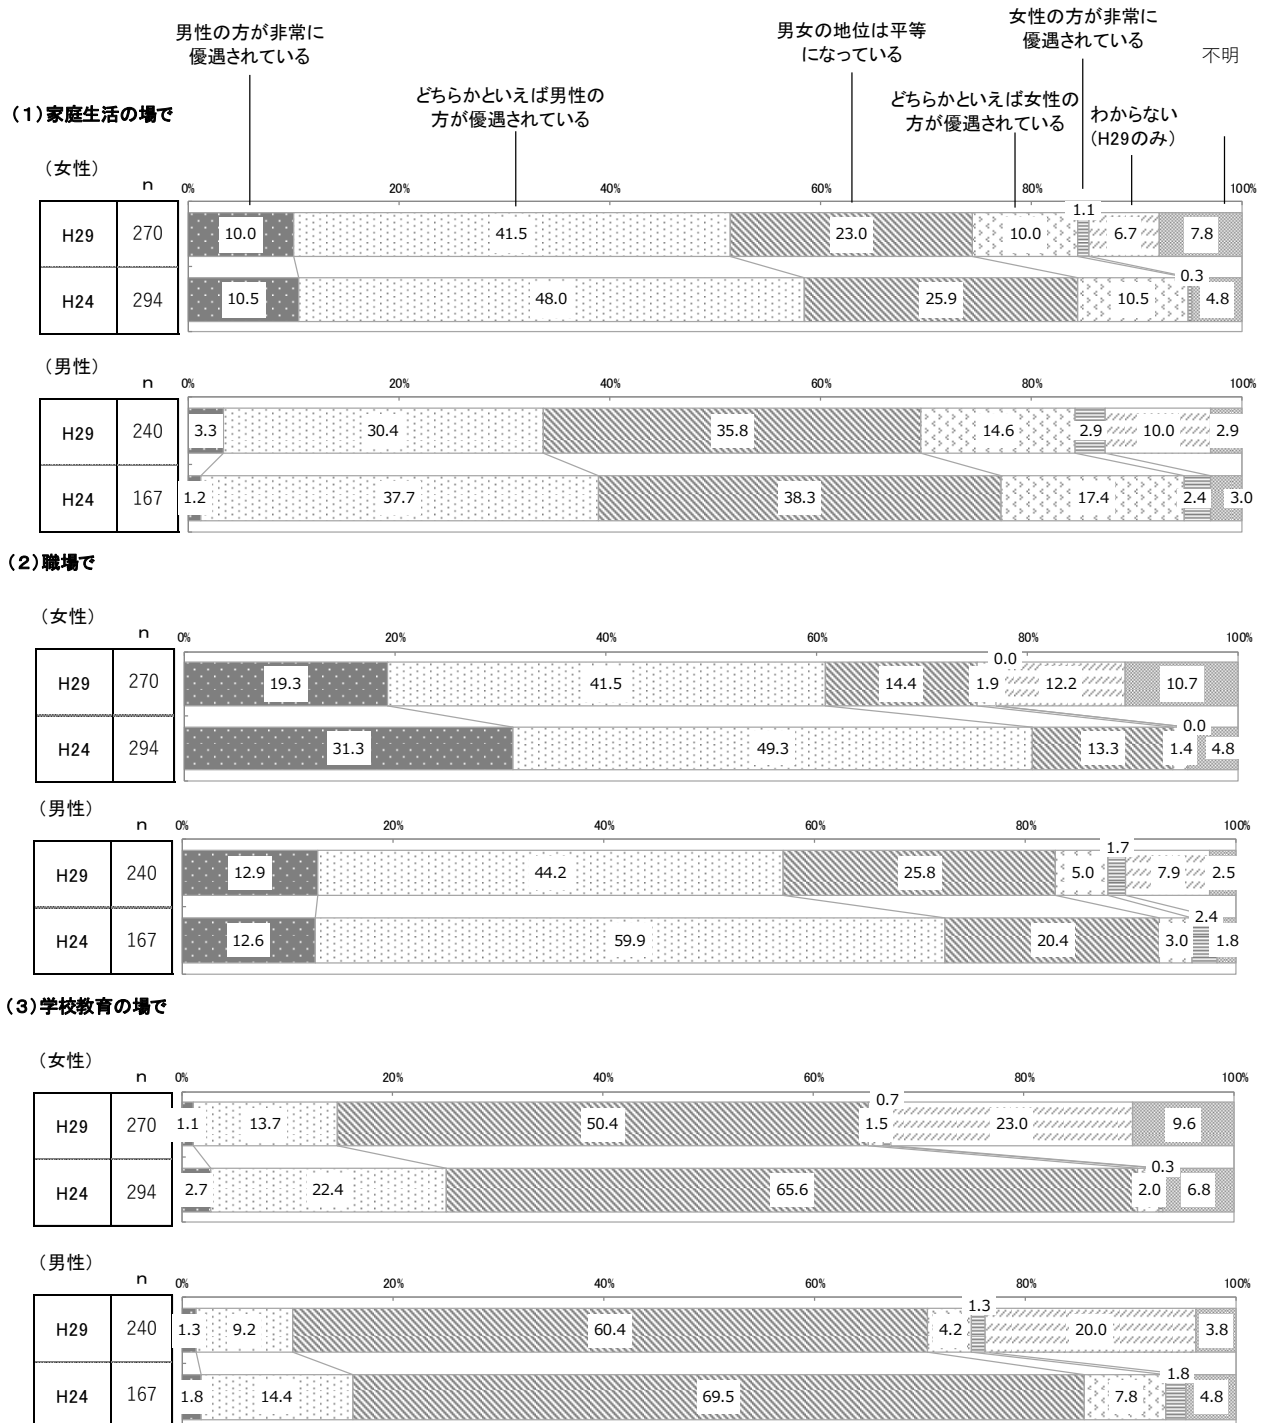 男性の方が非常に
優遇されている
どちらかといえば男性の
方が優遇されている
男女の地位は平等
になっている
どちらかといえば女性の
方が優遇されている
女性の方が非常に
優遇されている
わからない
(H29のみ)
不明
(1)家庭生活の場で
(女性)
n 0% 20% 40% 60% 80% 100%
H29 270 10.0 41.5 23.0 10.0 1.1 6.7 7.8
H24 294 10.5 48.0 25.9 10.5 0.3 4.8
(男性)
n 0% 20% 40% 60% 80% 100%
H29 240 3.3 30.4 35.8 14.6 2.9 10.0 2.9
H24 167 1.2 37.7 38.3 17.4 2.4 3.0
(2)職場で
(女性)
n 0% 20% 40% 60% 80% 100%
H29 270 19.3 41.5 14.4 1.9 0.0 12.2 10.7
H24 294 31.3 49.3 13.3 1.4 0.0 4.8
(男性)
n 0% 20% 40% 60% 80% 100%
H29 240 12.9 44.2 25.8 5.0 1.7 7.9 2.5
H24 167 12.6 59.9 20.4 3.0 2.4 1.8
(3)学校教育の場で
(女性)
n 0% 20% 40% 60% 80% 100%
H29 270 1.1 13.7 50.4 1.5 0.7 23.0 9.6
H24 294 2.7 22.4 65.6 2.0 0.3 6.8
(男性)
n 0% 20% 40% 60% 80% 100%
H29 240 1.3 9.2 60.4 4.2 1.3 20.0 3.8
H24 167 1.8 14.4 69.5 7.8 1.8 4.8